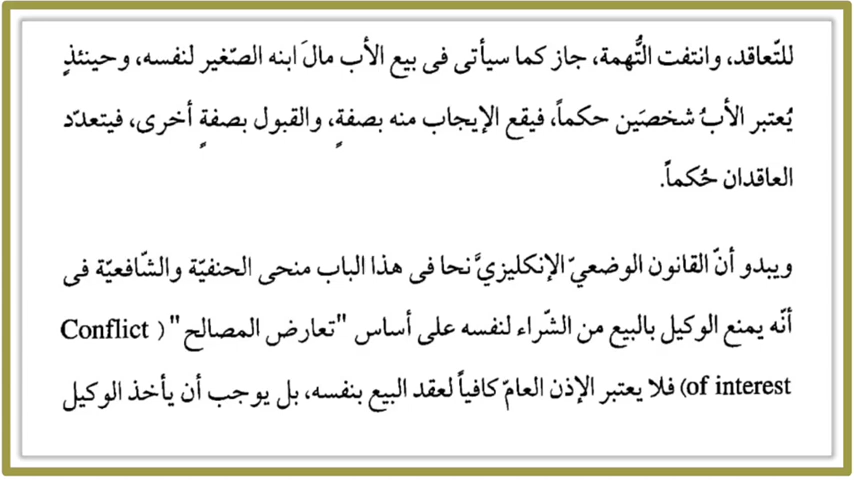 للتّعاقد، وانتفت التُّهمة، جاز كما سيأتى فى بيع الأب مالَ ابنه الصّغير لنفسه، وحينئذٍ
يُعتبر الأبُ شخصَين حكماً، فيقع الإيجاب منه بصفةٍ، والقبول بصفةٍ أخرى، فيتعدّد
العاقدان حُكماً.
ويبدو أنّ القانون الوضعيّ الإنكليزيَّ نحا فى هذا الباب منحى الحنفيّة والشّافعيّة فى
أنّه يمنع الوكيل بالبيع من الشّراء لنفسه على أساس "تعارض المصالح" (Conflict
of interest) فلا يعتبر الإذن العامّ كافياً لعقد البيع بنفسه، بل يوجب أن يأخذ الوكيل